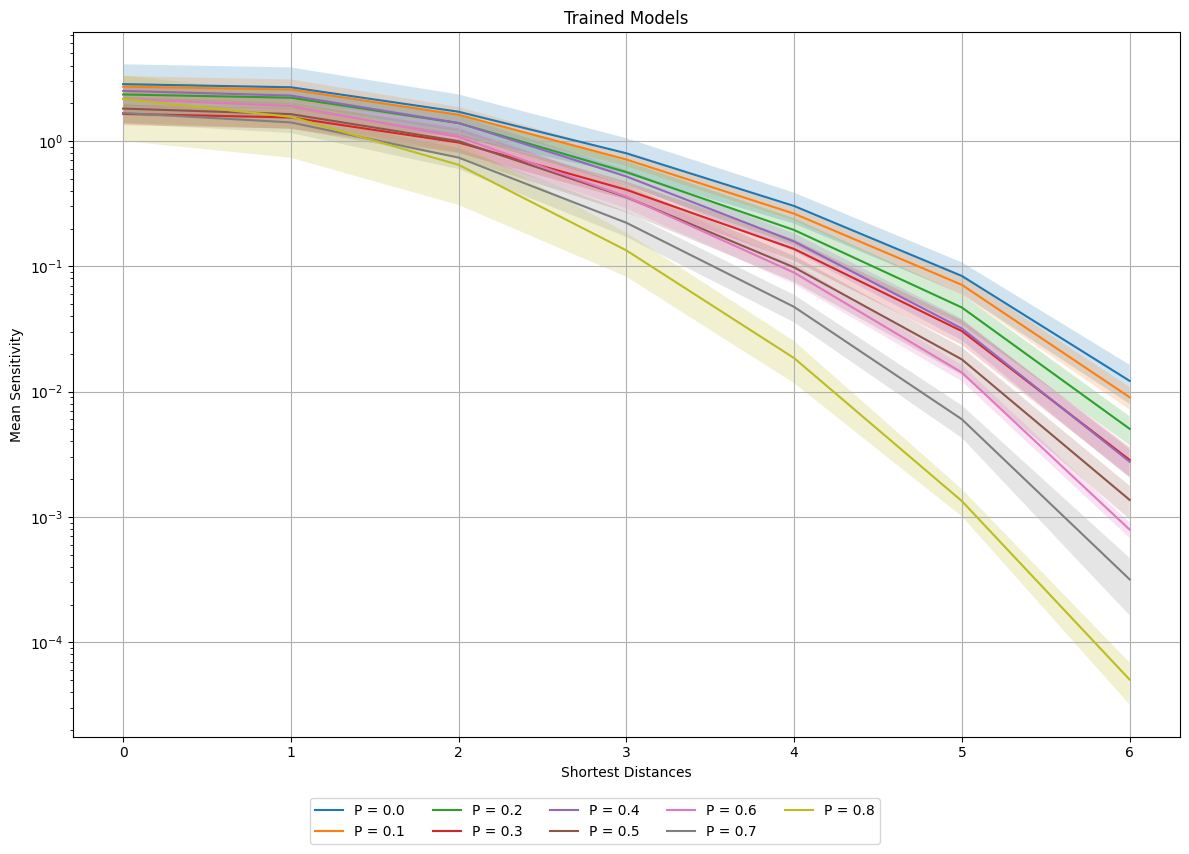 Trained Models
Mean Sensitivity
10⁰
10⁻¹
10⁻²
10⁻³
10⁻⁴
0 1 2 3 4 5 6
Shortest Distances
P = 0.0 P = 0.2 P = 0.4 P = 0.6 P = 0.8
P = 0.1 P = 0.3 P = 0.5 P = 0.7